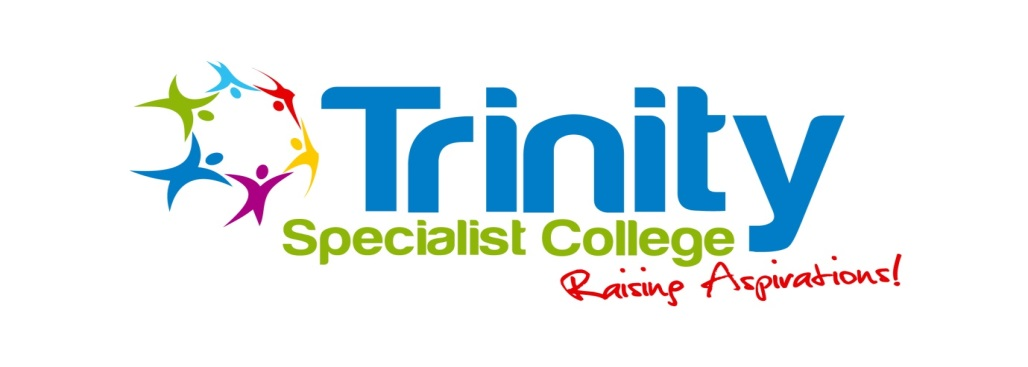 Trinity
Specialist College
Raising Aspirations!